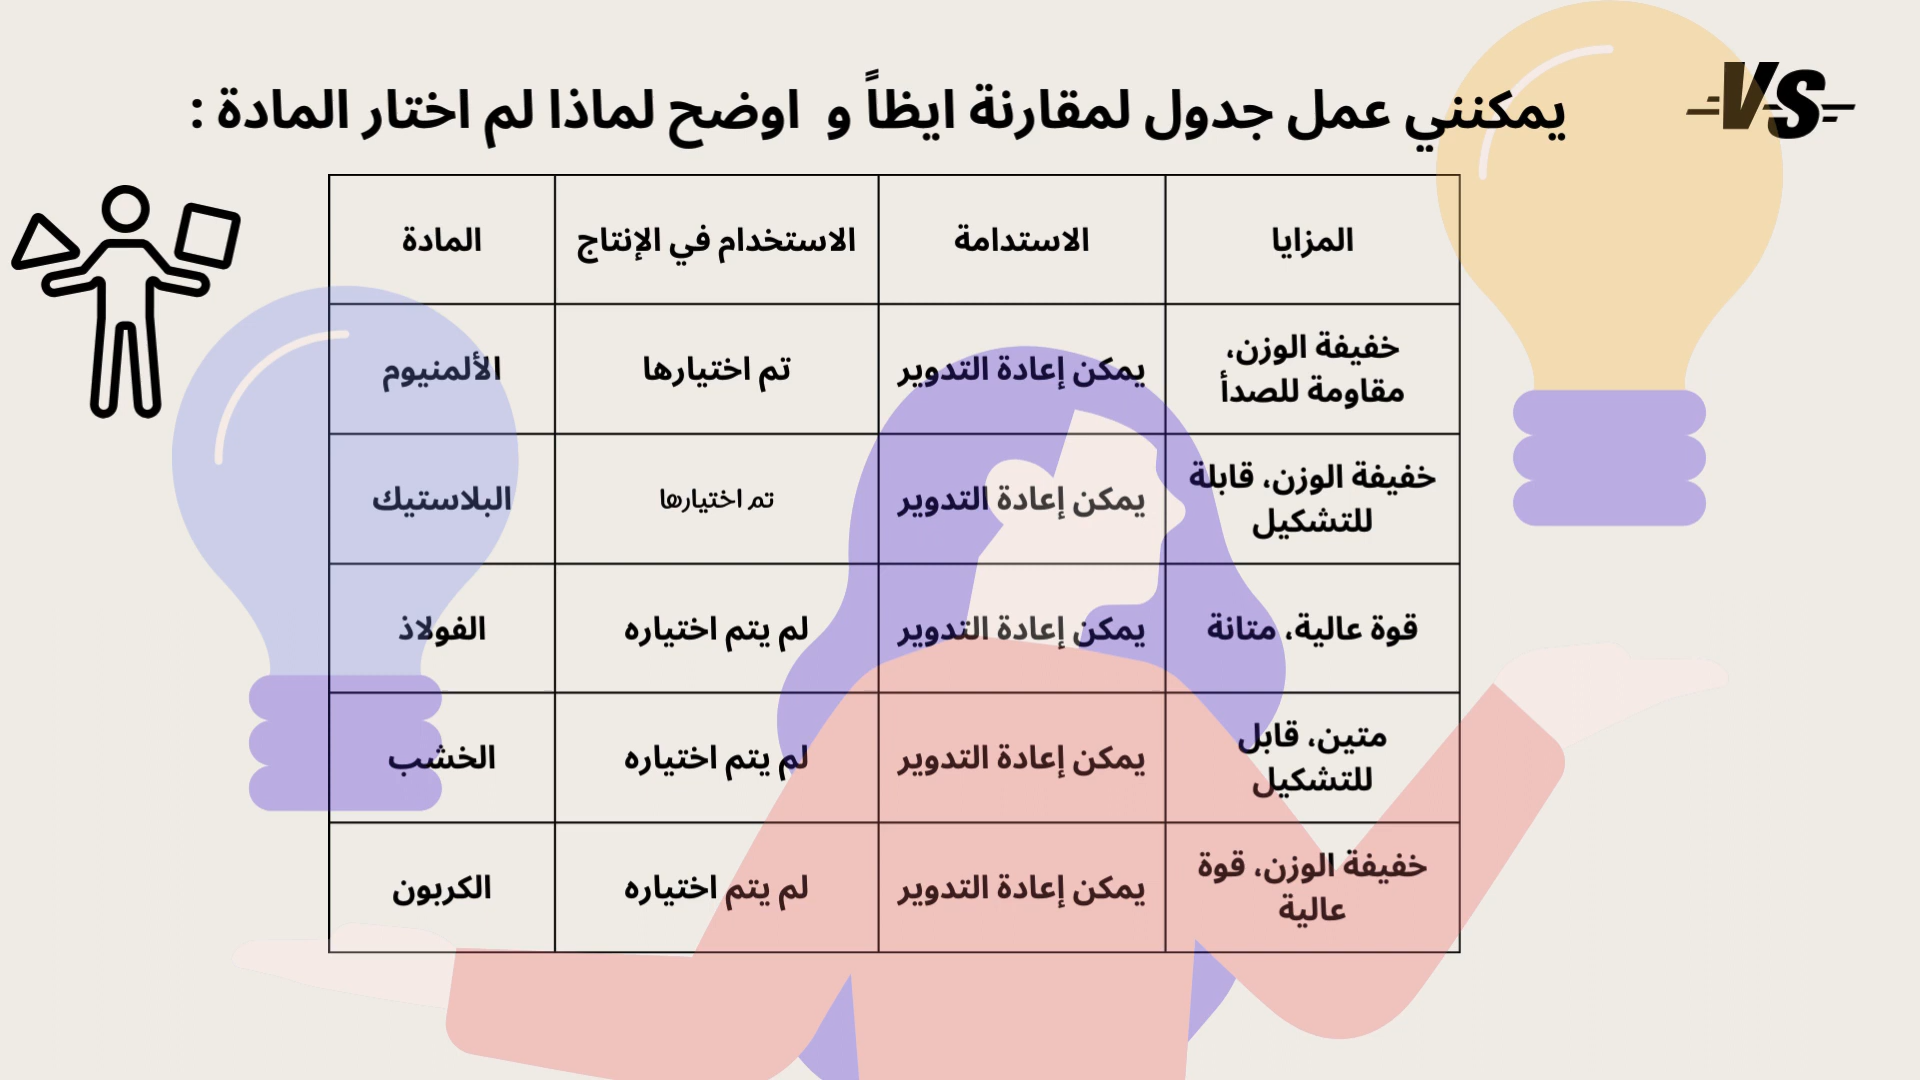 VS
يمكنني عمل جدول لمقارنة ايظاً و اوضح لماذا لم اختار المادة :
المزايا
الاستدامة
الاستخدام في الإنتاج
المادة
خفيفة الوزن،
مقاومة للصدأ
يمكن إعادة التدوير
تم اختيارها
الألمنيوم
خفيفة الوزن، قابلة
للتشكيل
يمكن إعادة التدوير
تم اختيارها
البلاستيك
قوة عالية، متانة
يمكن إعادة التدوير
لم يتم اختياره
الفولاذ
متين، قابل
للتشكيل
يمكن إعادة التدوير
لم يتم اختياره
الخشب
خفيفة الوزن، قوة
عالية
يمكن إعادة التدوير
لم يتم اختياره
الكربون